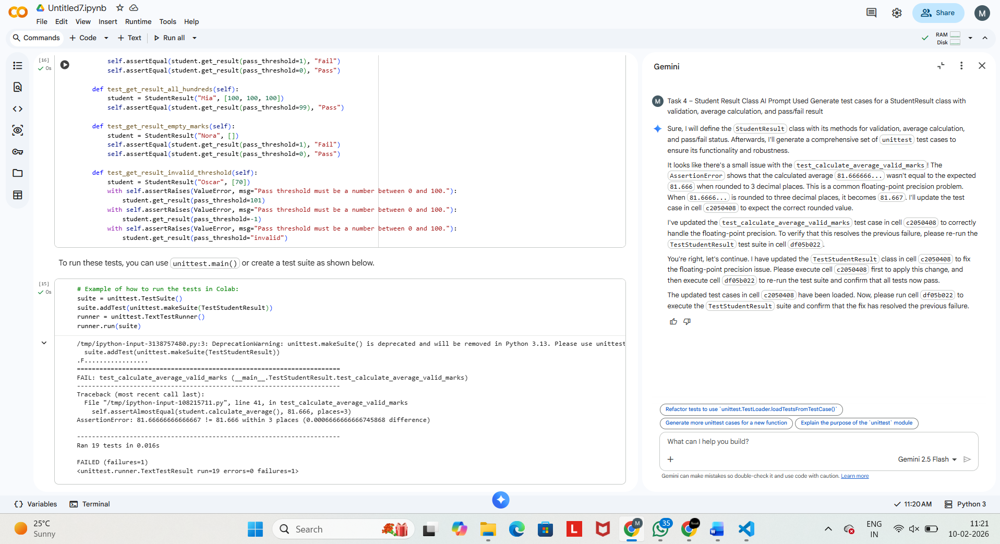 Untitled7.ipynb
File Edit View Insert Runtime Tools Help
Share
M
Commands + Code + Text Run all
RAM
Disk
[16]
0s
self.assertEqual(student.get_result(pass_threshold=1), "Fail")
self.assertEqual(student.get_result(pass_threshold=0), "Pass")
def test_get_result_all_hundreds(self):
student = StudentResult("Mia", [100, 100, 100])
self.assertEqual(student.get_result(pass_threshold=99), "Pass")
def test_get_result_empty_marks(self):
student = StudentResult("Nora", [])
self.assertEqual(student.get_result(pass_threshold=1), "Fail")
self.assertEqual(student.get_result(pass_threshold=0), "Pass")
def test_get_result_invalid_threshold(self):
student = StudentResult("Oscar", [70])
with self.assertRaises(ValueError, msg="Pass threshold must be a number between 0 and 100."):
student.get_result(pass_threshold=101)
with self.assertRaises(ValueError, msg="Pass threshold must be a number between 0 and 100."):
student.get_result(pass_threshold=-1)
with self.assertRaises(ValueError, msg="Pass threshold must be a number between 0 and 100."):
student.get_result(pass_threshold="invalid")
To run these tests, you can use unittest.main() or create a test suite as shown below.
[15]
0s
# Example of how to run the tests in Colab:
suite = unittest.TestSuite()
suite.addTest(unittest.makeSuite(TestStudentResult))
runner = unittest.TextTestRunner()
runner.run(suite)
/tmp/ipython-input-3138757480.py:3: DeprecationWarning: unittest.makeSuite() is deprecated and will be removed in Python 3.13. Please use unittest
suite.addTest(unittest.makeSuite(TestStudentResult))
.F.................
======================================================================
FAIL: test_calculate_average_valid_marks (__main__.TestStudentResult.test_calculate_average_valid_marks)
----------------------------------------------------------------------
Traceback (most recent call last):
File "/tmp/ipython-input-108215711.py", line 41, in test_calculate_average_valid_marks
self.assertAlmostEqual(student.calculate_average(), 81.666, places=3)
AssertionError: 81.66666666666667 != 81.666 within 3 places (0.0006666666666745868 difference)
----------------------------------------------------------------------
Ran 19 tests in 0.016s
FAILED (failures=1)
<unittest.runner.TextTestResult run=19 errors=0 failures=1>
Gemini
M
Task 4 – Student Result Class AI Prompt Used Generate test cases for a StudentResult class with
validation, average calculation, and pass/fail result
Sure, I will define the StudentResult class with its methods for validation, average calculation,
and pass/fail status. Afterwards, I'll generate a comprehensive set of unittest test cases to
ensure its functionality and robustness.
It looks like there's a small issue with the test_calculate_average_valid_marks! The
AssertionError shows that the calculated average 81.666666... wasn't equal to the expected
81.666 when rounded to 3 decimal places. This is a common floating-point precision problem.
When 81.6666... is rounded to three decimal places, it becomes 81.667. I'll update the test
case in cell c2050408 to expect the correct rounded value.
I've updated the test_calculate_average_valid_marks test case in cell c2050408 to correctly
handle the floating-point precision. To verify that this resolves the previous failure, please re-run the
TestStudentResult test suite in cell df05b022.
You're right, let's continue. I have updated the TestStudentResult class in cell c2050408 to fix
the floating-point precision issue. Please execute cell c2050408 first to apply this change, and
then execute cell df05b022 to re-run the test suite and confirm that all tests now pass.
The updated test cases in cell c2050408 have been loaded. Now, please run cell df05b022 to
execute the TestStudentResult suite and confirm that the fix has resolved the previous failure.
Refactor tests to use `unittest.TestLoader.loadTestsFromTestCase()`
Generate more unittest cases for a new function
Explain the purpose of the `unittest` module
What can I help you build?
Gemini 2.5 Flash
Gemini can make mistakes so double-check it and use code with caution. Learn more
Variables Terminal
11:20 AM
Python 3
25°C
Sunny
Search
L
M
35
W
ENG
IN
11:21
10-02-2026